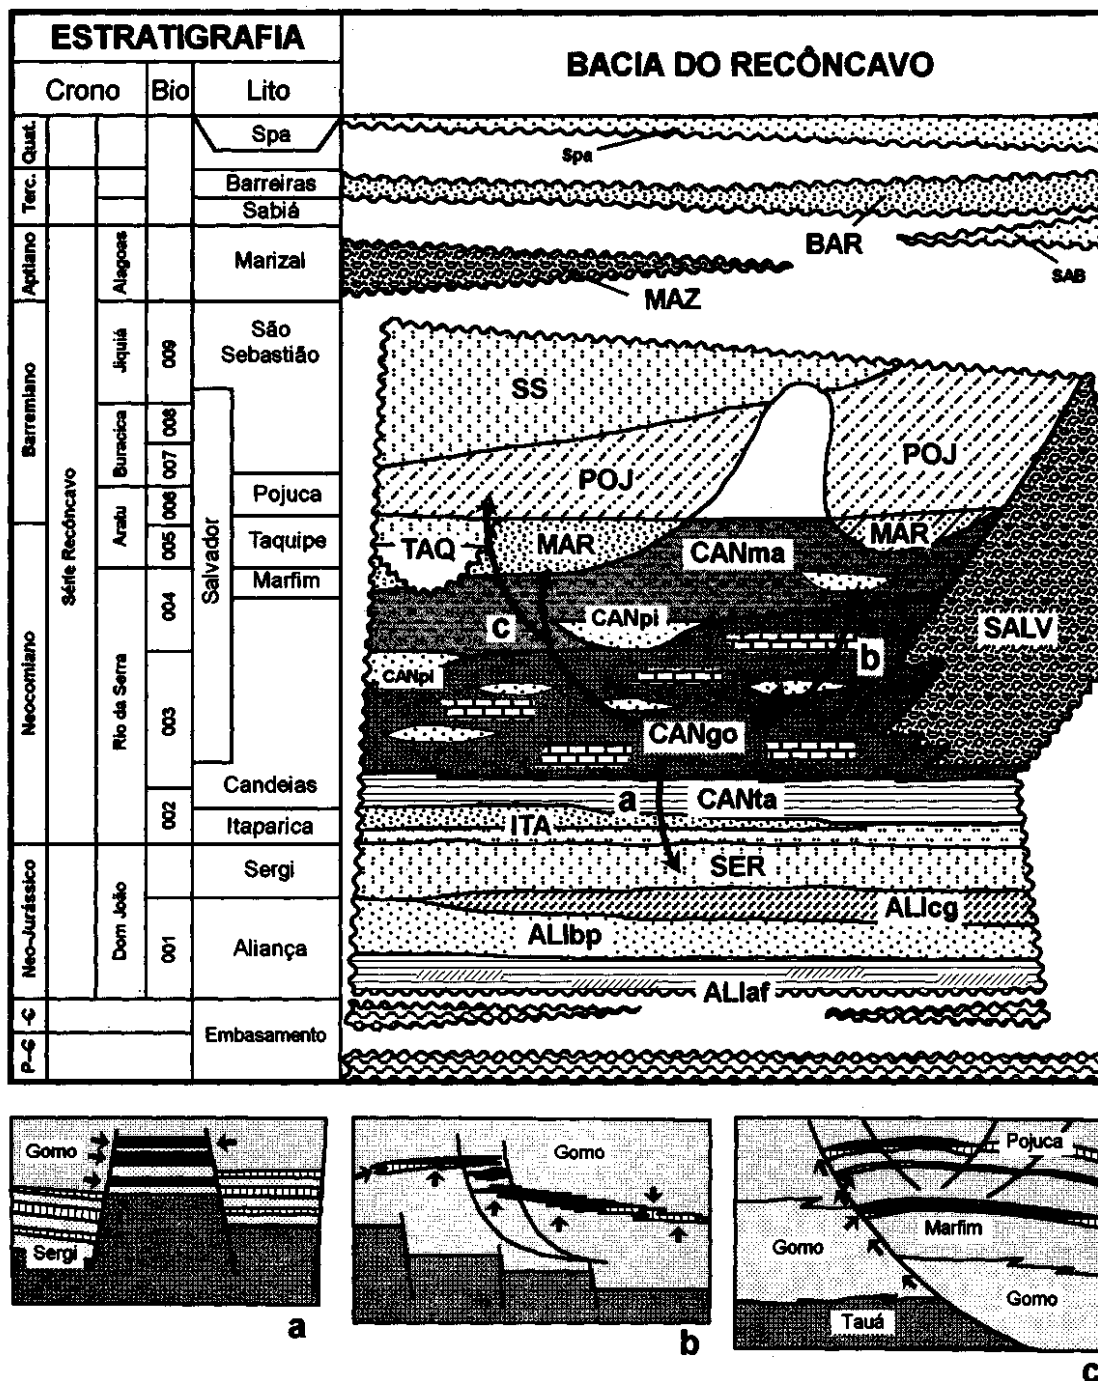 ESTRATIGRAFIA
BACIA DO RECÔNCAVO
Crono
Bio
Lito
Quat.
Terc.
Aptiano
Barremiano
Neocomiano
Neo-Jurássico
-C
P-C
Série Recôncavo
Alagoas
Jiquiá
Buracica
Aratu
Rio da Serra
Dom João
009
008
007
006
005
004
003
002
001
Spa
Barreiras
Sabiá
Marizal
São
Sebastião
Salvador
Pojuca
Taquipe
Marfim
Candeias
Itaparica
Sergi
Aliança
Embasamento
Spa
BAR
SAB
MAZ
SS
POJ
POJ
TAQ
MAR
CANma
MAR
c
CANpi
SALV
CANpi
b
CANgo
a
CANta
ITA
SER
ALIcg
ALIbp
ALIaf
Gomo
Sergi
a
Gomo
b
Pojuca
Marfim
Gomo
Gomo
Tauá
c